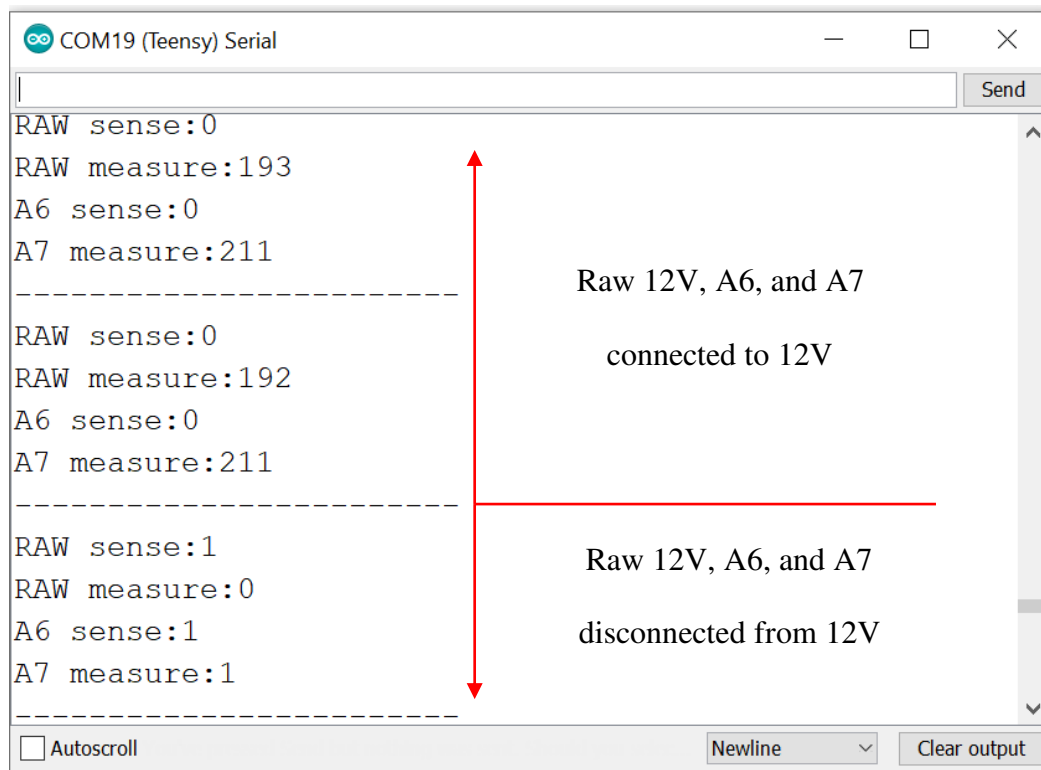 COM19 (Teensy) Serial
Send
RAW sense:0
RAW measure:193
A6 sense:0
A7 measure:211
------------------------
RAW sense:0
RAW measure:192
A6 sense:0
A7 measure:211
------------------------
RAW sense:1
RAW measure:0
A6 sense:1
A7 measure:1
------------------------
Raw 12V, A6, and A7
connected to 12V
Raw 12V, A6, and A7
disconnected from 12V
Autoscroll
Newline
Clear output